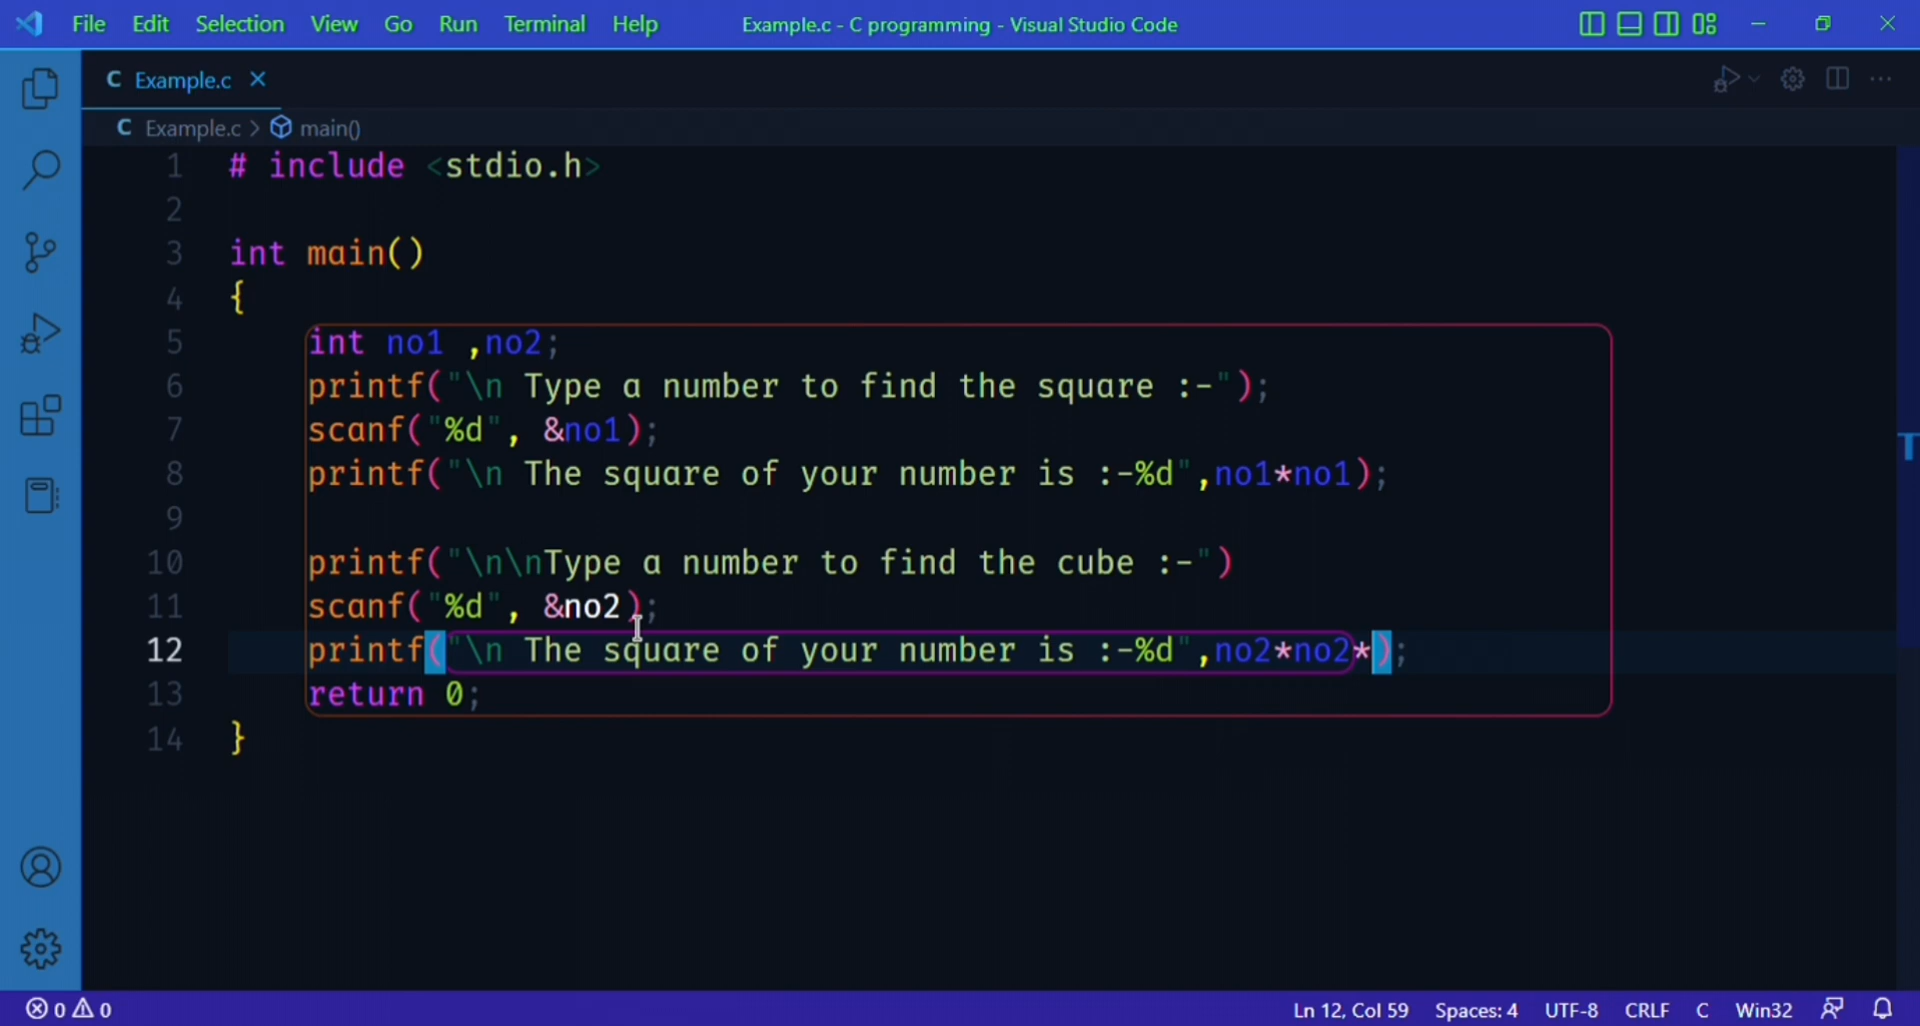 File Edit Selection View Go Run Terminal Help Example.c - C programming - Visual Studio Code
C Example.c
C Example.c > main()
1 # include <stdio.h>
2
3 int main()
4 {
5 int no1 ,no2;
6 printf("\n Type a number to find the square :-");
7 scanf("%d", &no1);
8 printf("\n The square of your number is :-%d",no1*no1);
9
10 printf("\n\nType a number to find the cube :-")
11 scanf("%d", &no2);
12 printf("\n The square of your number is :-%d",no2*no2*);
13 return 0;
14 }
0 0 Ln 12, Col 59 Spaces: 4 UTF-8 CRLF C Win32